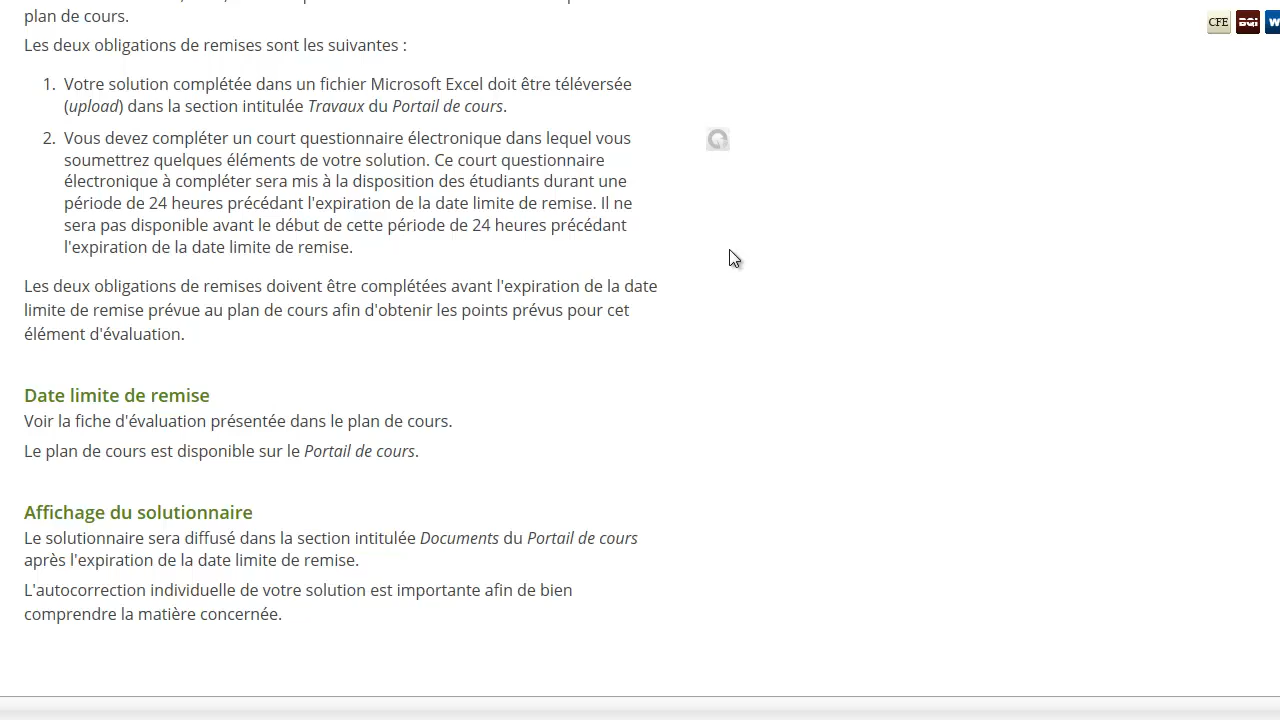 plan de cours.
CFE
Les deux obligations de remises sont les suivantes :
1. Votre solution complétée dans un fichier Microsoft Excel doit être téléversée
(upload) dans la section intitulée Travaux du Portail de cours.
2. Vous devez compléter un court questionnaire électronique dans lequel vous
soumettrez quelques éléments de votre solution. Ce court questionnaire
électronique à compléter sera mis à la disposition des étudiants durant une
période de 24 heures précédant l'expiration de la date limite de remise. Il ne
sera pas disponible avant le début de cette période de 24 heures précédant
l'expiration de la date limite de remise.
Les deux obligations de remises doivent être complétées avant l'expiration de la date
limite de remise prévue au plan de cours afin d'obtenir les points prévus pour cet
élément d'évaluation.
Date limite de remise
Voir la fiche d'évaluation présentée dans le plan de cours.
Le plan de cours est disponible sur le Portail de cours.
Affichage du solutionnaire
Le solutionnaire sera diffusé dans la section intitulée Documents du Portail de cours
après l'expiration de la date limite de remise.
L'autocorrection individuelle de votre solution est importante afin de bien
comprendre la matière concernée.